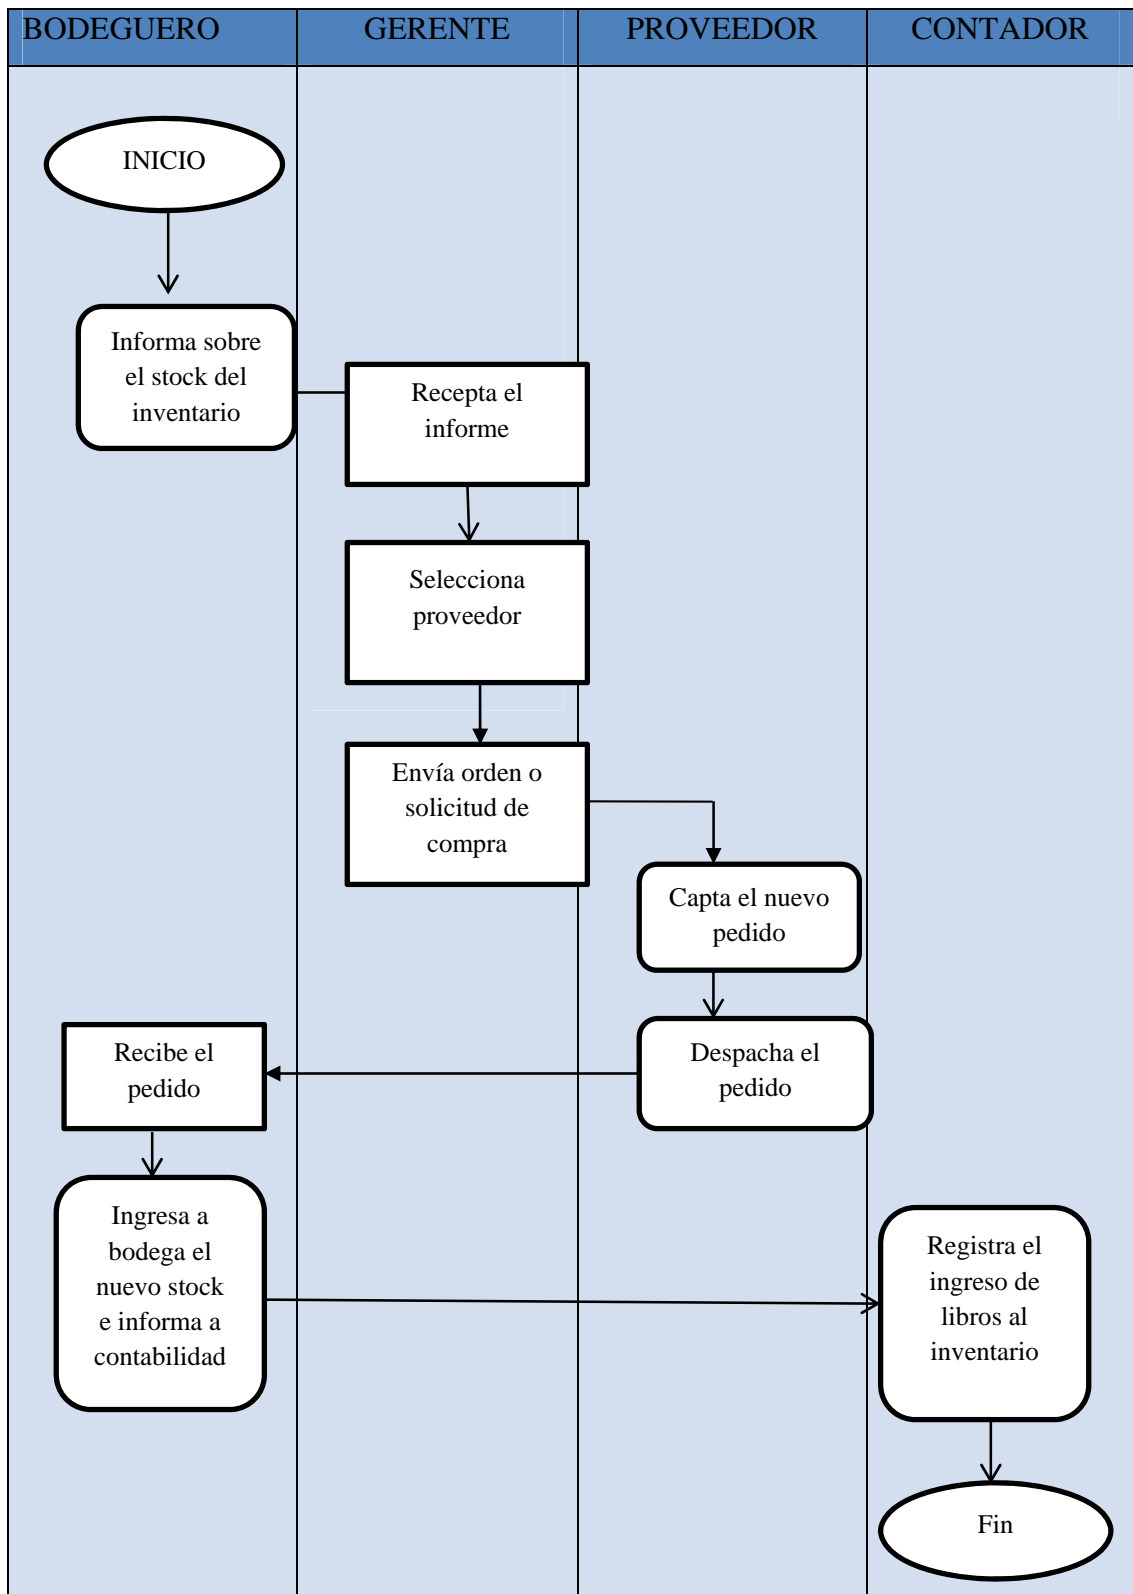 BODEGUERO
GERENTE
PROVEEDOR
CONTADOR
INICIO
Informa sobre
el stock del
inventario
Recepta el
informe
Selecciona
proveedor
Envía orden o
solicitud de
compra
Capta el nuevo
pedido
Despacha el
pedido
Recibe el
pedido
Ingresa a
bodega el
nuevo stock
e informa a
contabilidad
Registra el
ingreso de
libros al
inventario
Fin